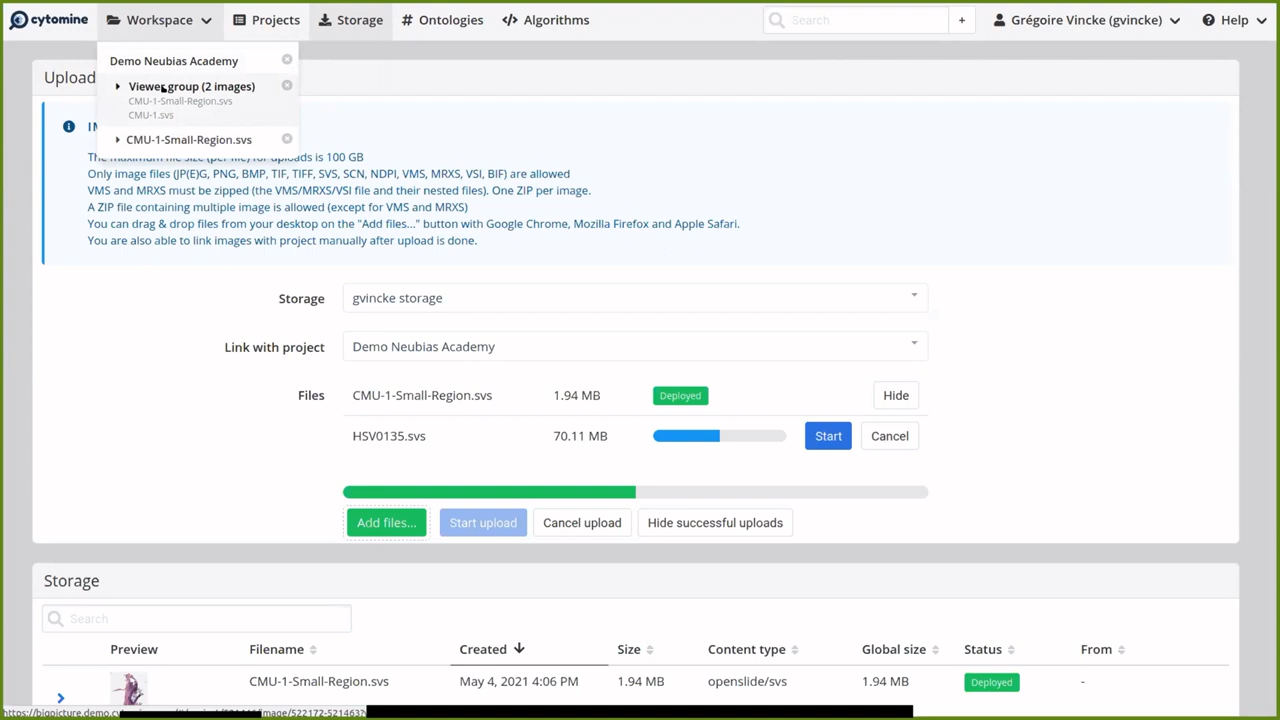 cytomine Workspace Projects Storage Ontologies Algorithms Search + Grégoire Vincke (gvincke) Help
Demo Neubias Academy
Upload
Viewer group (2 images)
CMU-1-Small-Region.svs
CMU-1.svs
IM
CMU-1-Small-Region.svs
The maximum file size (per file) for uploads is 100 GB
Only image files (JP(E)G, PNG, BMP, TIF, TIFF, SVS, SCN, NDPI, VMS, MRXS, VSI, BIF) are allowed
VMS and MRXS must be zipped (the VMS/MRXS/VSI file and their nested files). One ZIP per image.
A ZIP file containing multiple image is allowed (except for VMS and MRXS)
You can drag & drop files from your desktop on the "Add files..." button with Google Chrome, Mozilla Firefox and Apple Safari.
You are also able to link images with project manually after upload is done.
Storage gvincke storage
Link with project Demo Neubias Academy
Files CMU-1-Small-Region.svs 1.94 MB Deployed Hide
HSV0135.svs 70.11 MB Start Cancel
Add files... Start upload Cancel upload Hide successful uploads
Storage
Search
Preview Filename Created Size Content type Global size Status From
CMU-1-Small-Region.svs May 4, 2021 4:06 PM 1.94 MB openslide/svs 1.94 MB Deployed -